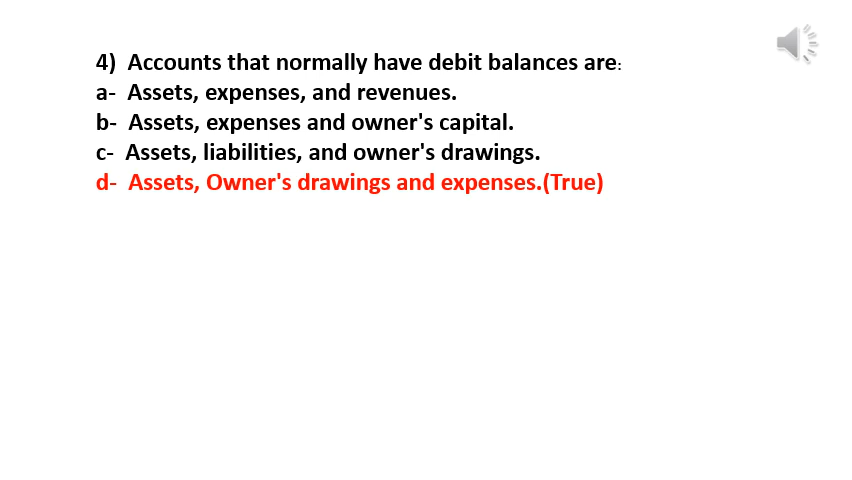 4)  Accounts that normally have debit balances are:
a-  Assets, expenses, and revenues.
b-  Assets, expenses and owner's capital.
c-  Assets, liabilities, and owner's drawings.
d-  Assets, Owner's drawings and expenses.(True)